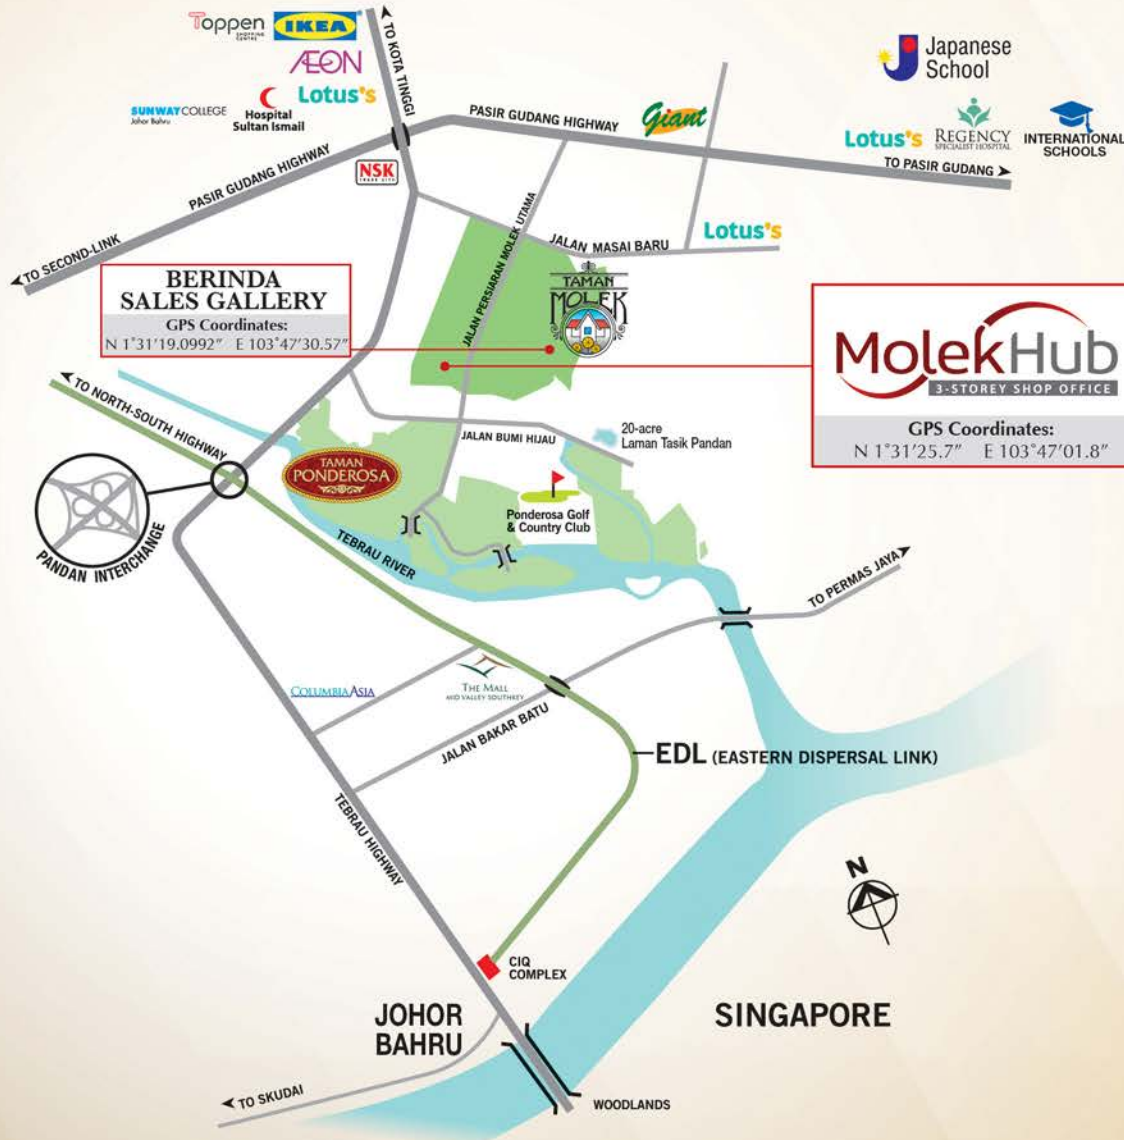 Toppen
SHOPPING
CENTRE
IKEA
ÆON
SUNWAY COLLEGE
Johor Bahru
Hospital
Sultan Ismail
Lotus's
TO KOTA TINGGI
PASIR GUDANG HIGHWAY
Giant
Japanese
School
Lotus's
REGENCY
SPECIALIST HOSPITAL
INTERNATIONAL
SCHOOLS
TO PASIR GUDANG
PASIR GUDANG HIGHWAY
NSK
TRADE CITY
TO SECOND-LINK
JALAN PERSIARAN MOLEK UTAMA
JALAN MASAI BARU
Lotus's
BERINDA
SALES GALLERY
GPS Coordinates:
N 1°31'19.0992" E 103°47'30.57"
TAMAN
MOLEK
MolekHub
3-STOREY SHOP OFFICE
GPS Coordinates:
N 1°31'25.7" E 103°47'01.8"
TO NORTH-SOUTH HIGHWAY
JALAN BUMI HIJAU
20-acre
Laman Tasik Pandan
TAMAN
PONDEROSA
Ponderosa Golf
& Country Club
PANDAN INTERCHANGE
TEBRAU RIVER
TO PERMAS JAYA
COLUMBIA ASIA
THE MALL
MID VALLEY SOUTHKEY
JALAN BAKAR BATU
EDL (EASTERN DISPERSAL LINK)
TEBRAU HIGHWAY
N
CIQ
COMPLEX
JOHOR
BAHRU
SINGAPORE
TO SKUDAI
WOODLANDS